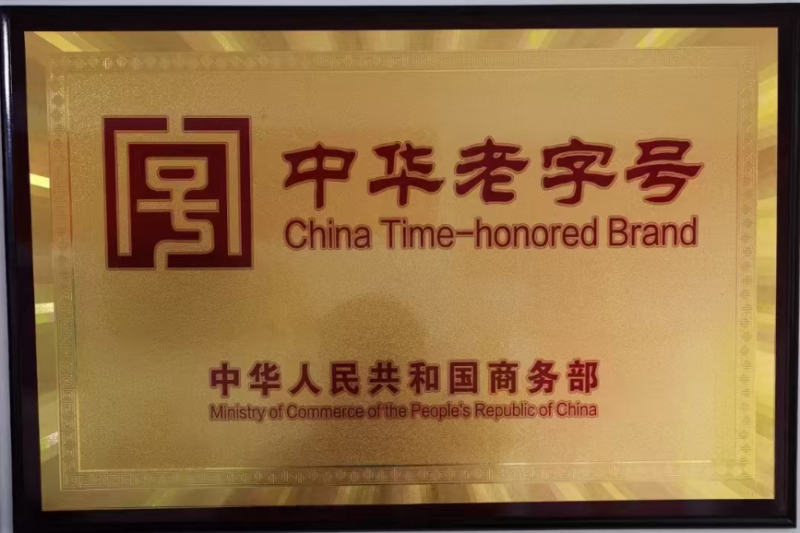 中华老字号
China Time-honored Brand
中华人民共和国商务部
Ministry of Commerce of the People's Republic of China